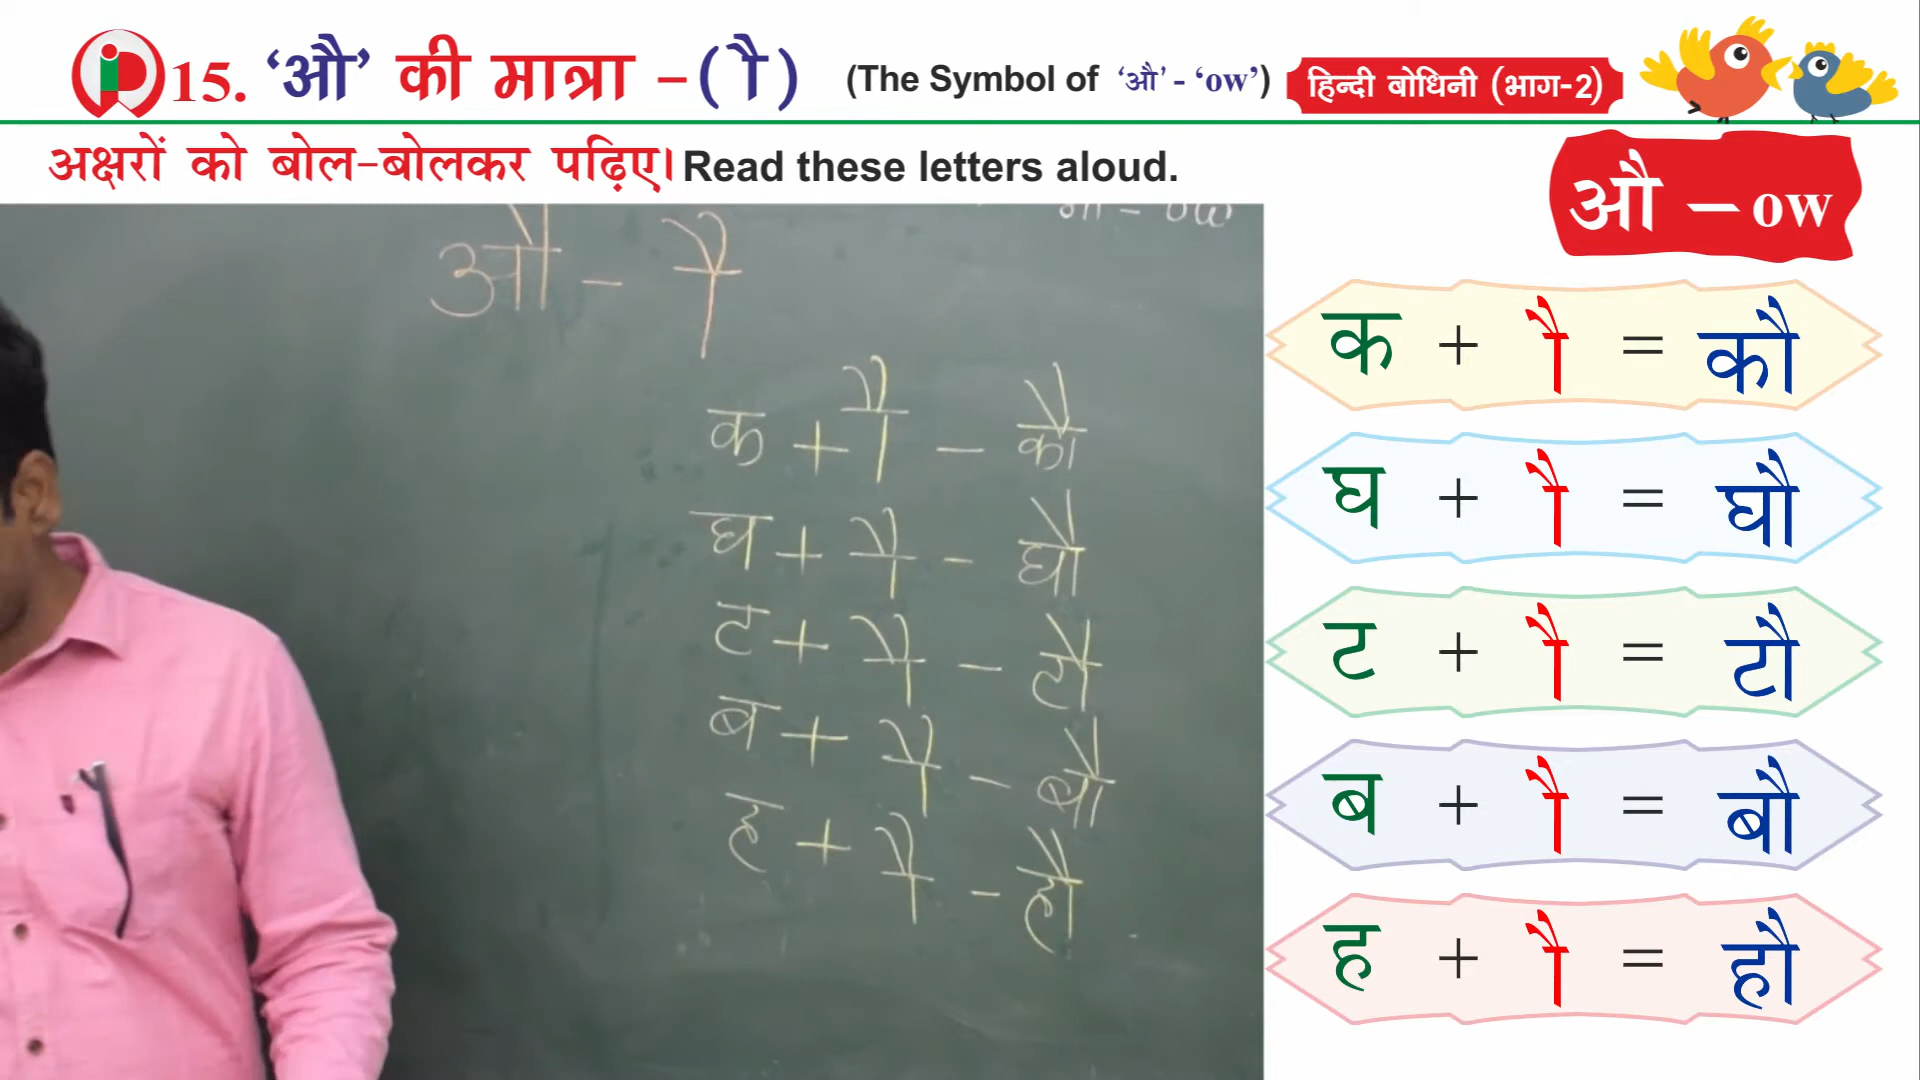 15. ‘औ’ की मात्रा - (ौ) (The Symbol of ‘औ’ - ‘ow’) हिन्दी बोधिनी (भाग-2)
अक्षरों को बोल-बोलकर पढ़िए। Read these letters aloud.
औ - ow
औ - ौ
क + ौ - कौ
घ + ौ - घौ
ट + ौ - टौ
ब + ौ - बौ
ह + ौ - हौ
क + ौ = कौ
घ + ौ = घौ
ट + ौ = टौ
ब + ौ = बौ
ह + ौ = हौ